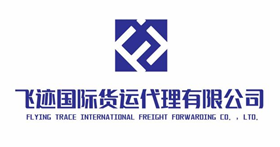 飞迹国际货运代理有限公司
FLYING TRACE INTERNATIONAL FREIGHT FORWARDING CO. , LTD.